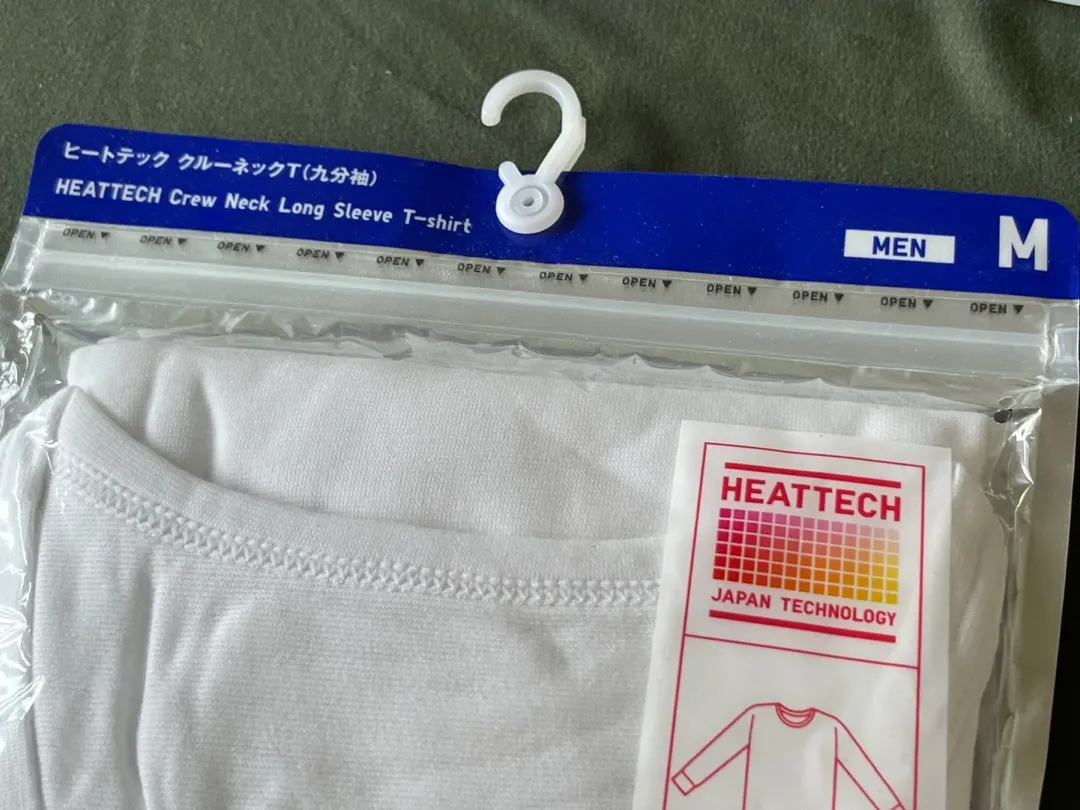 ヒートテック クルーネックT(九分袖)
HEATTECH Crew Neck Long Sleeve T-shirt
MEN M
OPEN▼ OPEN▼ OPEN▼ OPEN▼ OPEN▼ OPEN▼ OPEN▼ OPEN▼ OPEN▼ OPEN▼ OPEN▼ OPEN▼
HEATTECH
JAPAN TECHNOLOGY